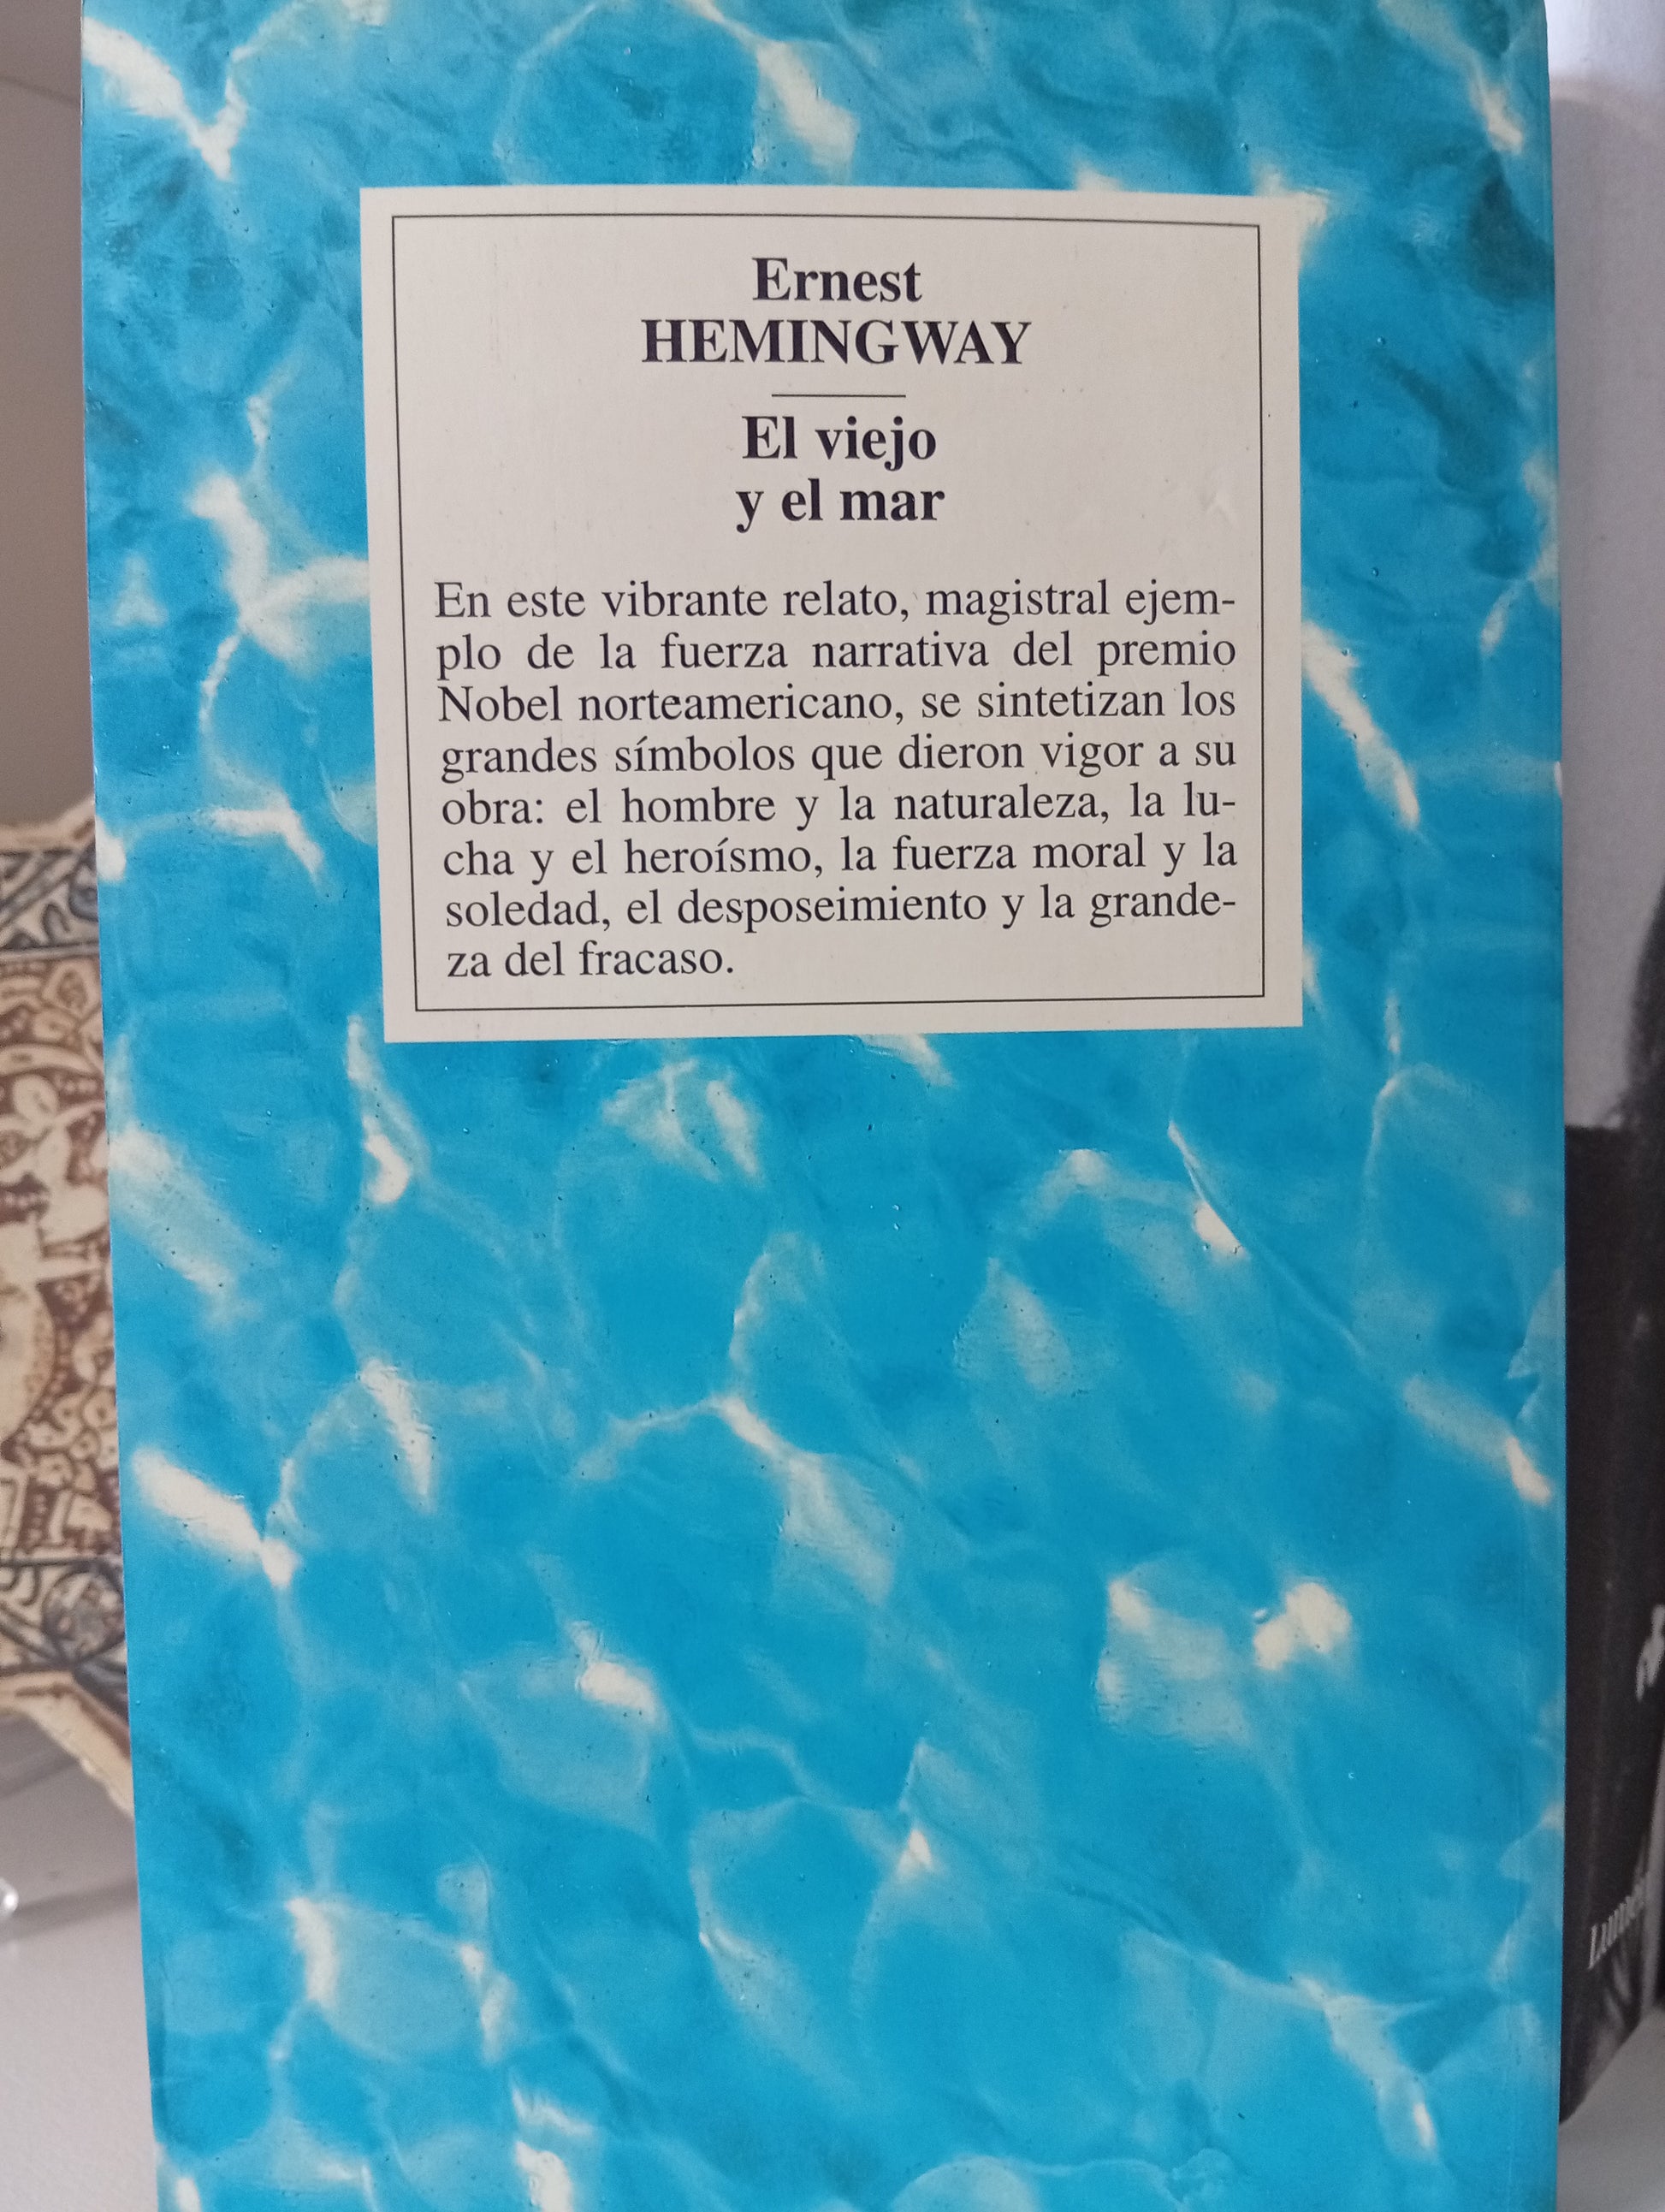 Ernest
HEMINGWAY
El viejo
y el mar
En este vibrante relato, magistral ejem-
plo de la fuerza narrativa del premio
Nobel norteamericano, se sintetizan los
grandes símbolos que dieron vigor a su
obra: el hombre y la naturaleza, la lu-
cha y el heroísmo, la fuerza moral y la
soledad, el desposeimiento y la grande-
za del fracaso.